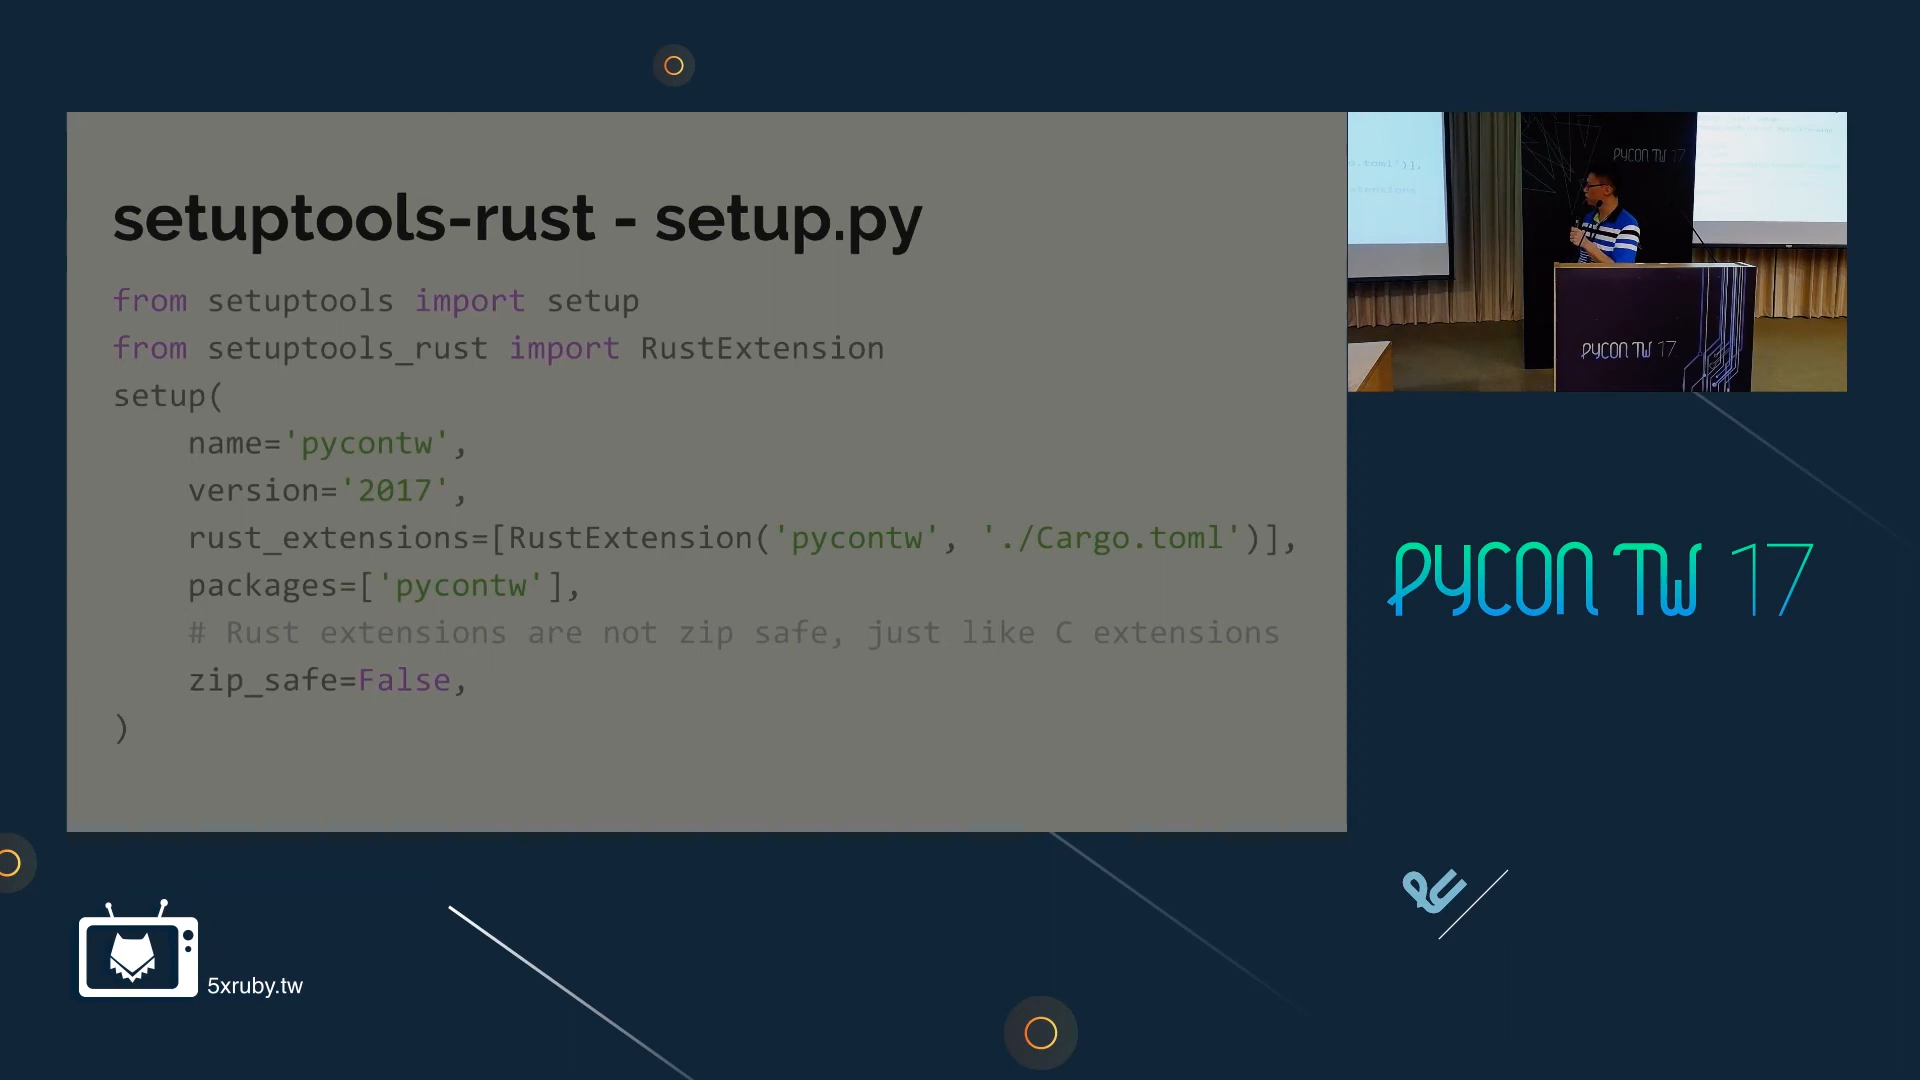 setuptools-rust - setup.py
from setuptools import setup
from setuptools_rust import RustExtension
setup(
name='pycontw',
version='2017',
rust_extensions=[RustExtension('pycontw', './Cargo.toml')],
packages=['pycontw'],
# Rust extensions are not zip safe, just like C extensions
zip_safe=False,
)
o.toml')],
tensions
PYCON TW 17
PYCON TW 17
PYCON TW 17
5xruby.tw